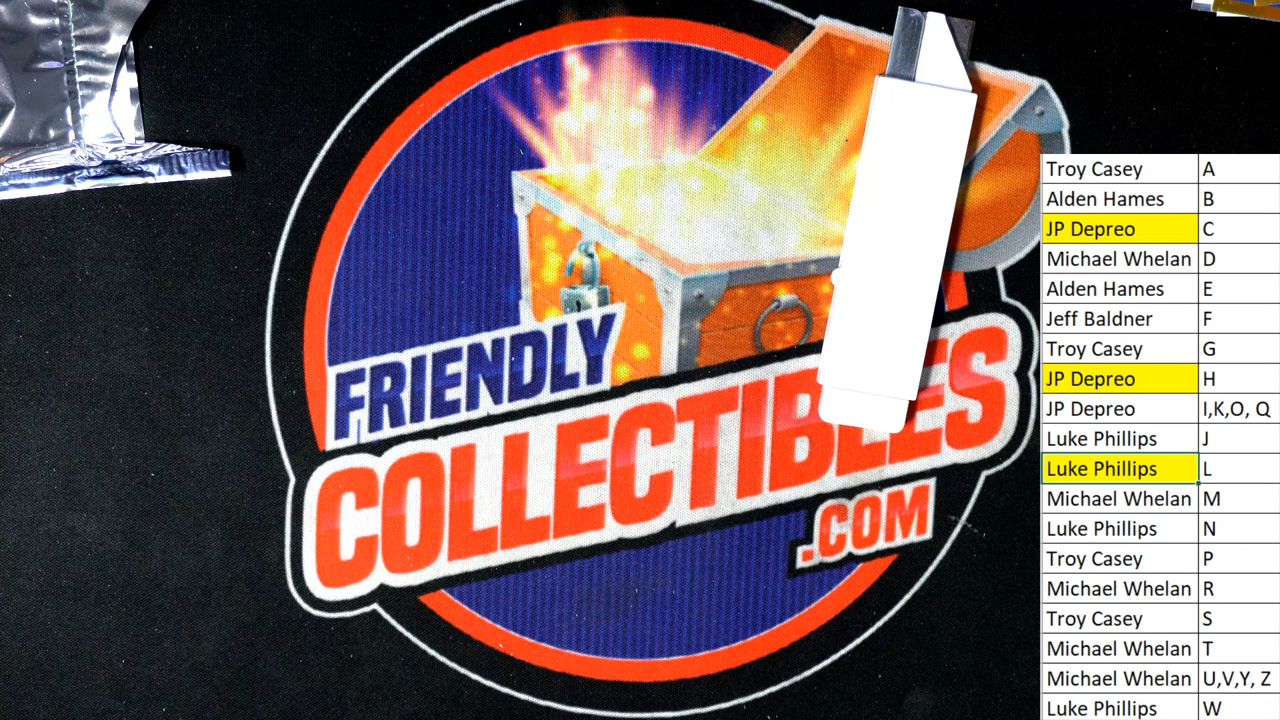 FRIENDLY
COLLECTIBLES
.COM
Troy Casey A
Alden Hames B
JP Depreo C
Michael Whelan D
Alden Hames E
Jeff Baldner F
Troy Casey G
JP Depreo H
JP Depreo I,K,O, Q
Luke Phillips J
Luke Phillips L
Michael Whelan M
Luke Phillips N
Troy Casey P
Michael Whelan R
Troy Casey S
Michael Whelan T
Michael Whelan U,V,Y, Z
Luke Phillips W